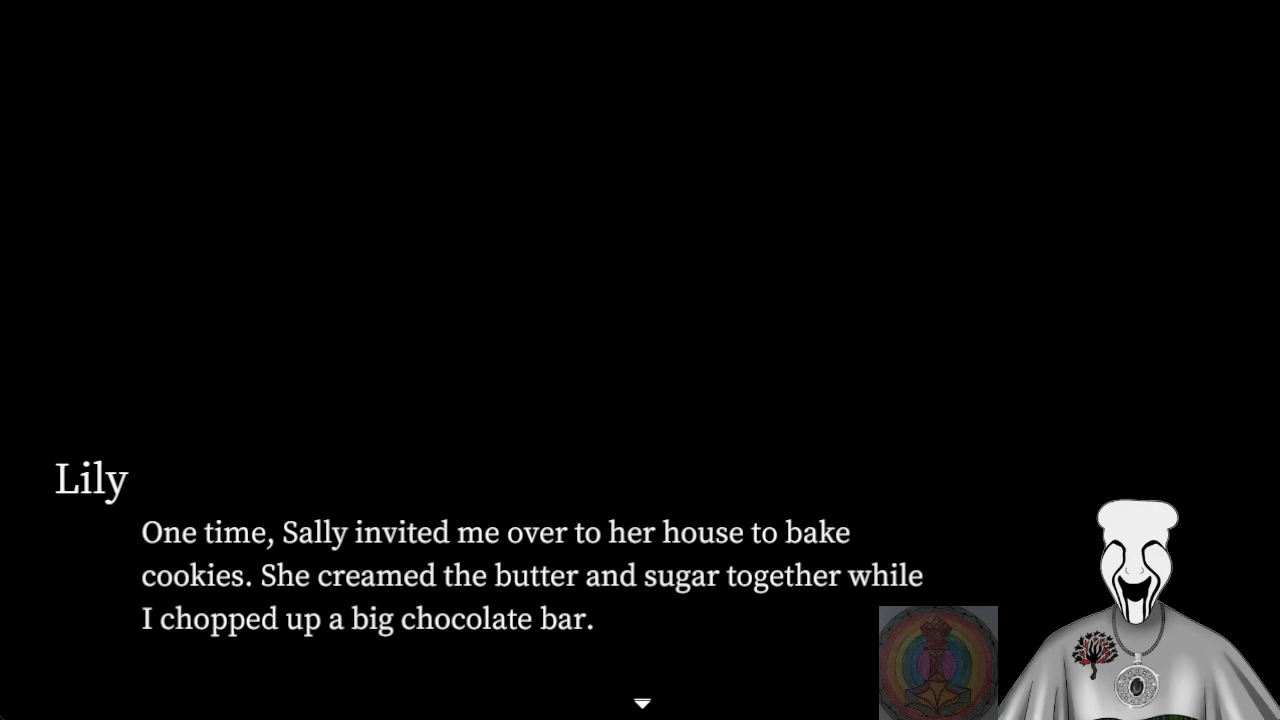 Lily
One time, Sally invited me over to her house to bake
cookies. She creamed the butter and sugar together while
I chopped up a big chocolate bar.